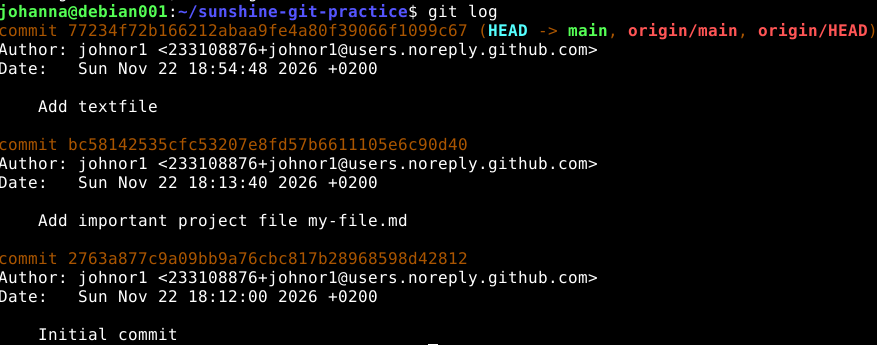 johanna@debian001:~/sunshine-git-practice$ git log
commit 77234f72b166212abaa9fe4a80f39066f1099c67 (HEAD -> main, origin/main, origin/HEAD)
Author: johnor1 <233108876+johnor1@users.noreply.github.com>
Date:   Sun Nov 22 18:54:48 2026 +0200

    Add textfile

commit bc58142535cfc53207e8fd57b6611105e6c90d40
Author: johnor1 <233108876+johnor1@users.noreply.github.com>
Date:   Sun Nov 22 18:13:40 2026 +0200

    Add important project file my-file.md

commit 2763a877c9a09bb9a76cbc817b28968598d42812
Author: johnor1 <233108876+johnor1@users.noreply.github.com>
Date:   Sun Nov 22 18:12:00 2026 +0200

    Initial commit